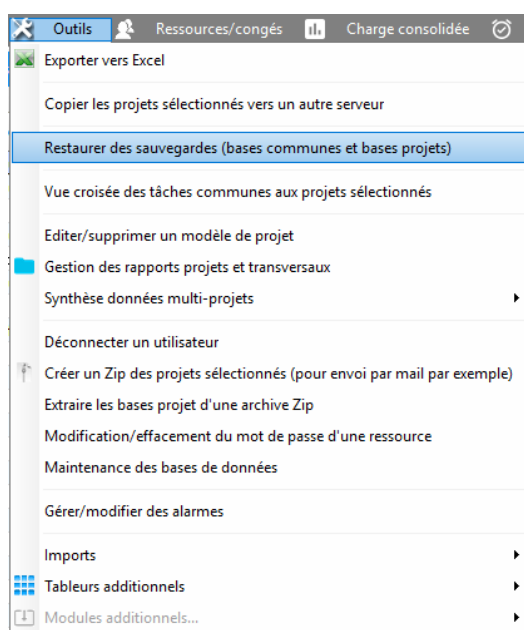 Outils Ressources/congés Charge consolidée
Exporter vers Excel
Copier les projets sélectionnés vers un autre serveur
Restaurer des sauvegardes (bases communes et bases projets)
Vue croisée des tâches communes aux projets sélectionnés
Editer/supprimer un modèle de projet
Gestion des rapports projets et transversaux
Synthèse données multi-projets
Déconnecter un utilisateur
Créer un Zip des projets sélectionnés (pour envoi par mail par exemple)
Extraire les bases projet d'une archive Zip
Modification/effacement du mot de passe d'une ressource
Maintenance des bases de données
Gérer/modifier des alarmes
Imports
Tableurs additionnels
Modules additionnels...